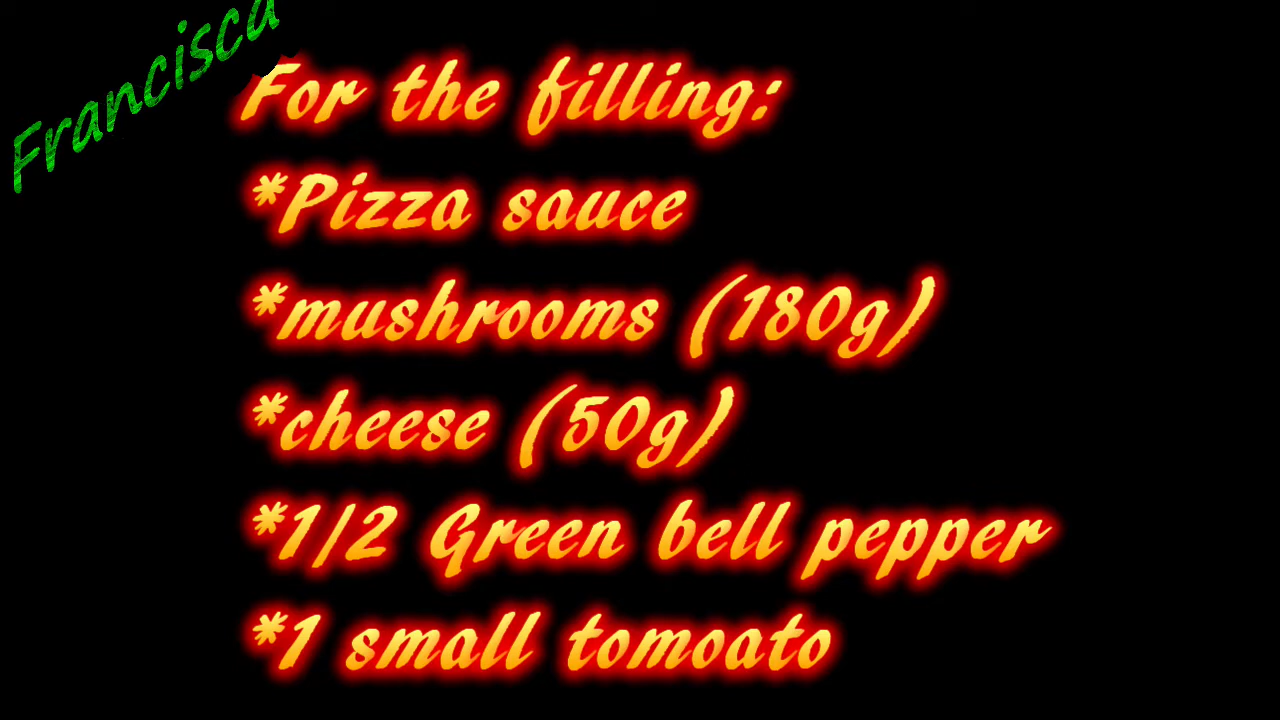 Francisca
For the filling:
*Pizza sauce
*mushrooms (180g)
*cheese (50g)
*1/2 Green bell pepper
*1 small tomoato